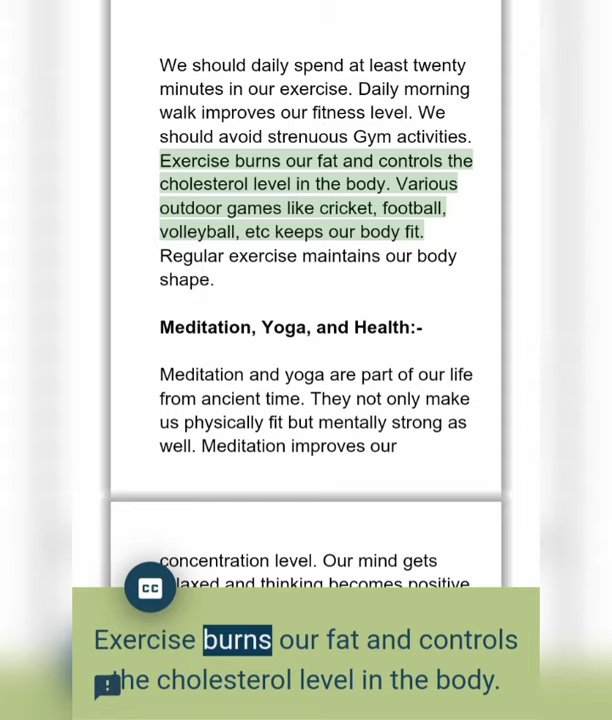 We should daily spend at least twenty
minutes in our exercise. Daily morning
walk improves our fitness level. We
should avoid strenuous Gym activities.
Exercise burns our fat and controls the
cholesterol level in the body. Various
outdoor games like cricket, football,
volleyball, etc keeps our body fit.
Regular exercise maintains our body
shape.
Meditation, Yoga, and Health:-
Meditation and yoga are part of our life
from ancient time. They not only make
us physically fit but mentally strong as
well. Meditation improves our
concentration level. Our mind gets
laxed and thinking becomes positive
CC
Exercise burns our fat and controls
the cholesterol level in the body.